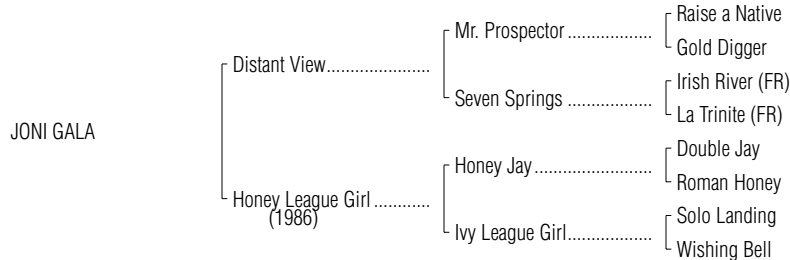 Raise a Native
Mr. Prospector ..................
Gold Digger
Distant View......................
Irish River (FR)
Seven Springs ..................
La Trinite (FR)
JONI GALA
Double Jay
Honey Jay .........................
Roman Honey
Honey League Girl ............
(1986)
Solo Landing
Ivy League Girl..................
Wishing Bell